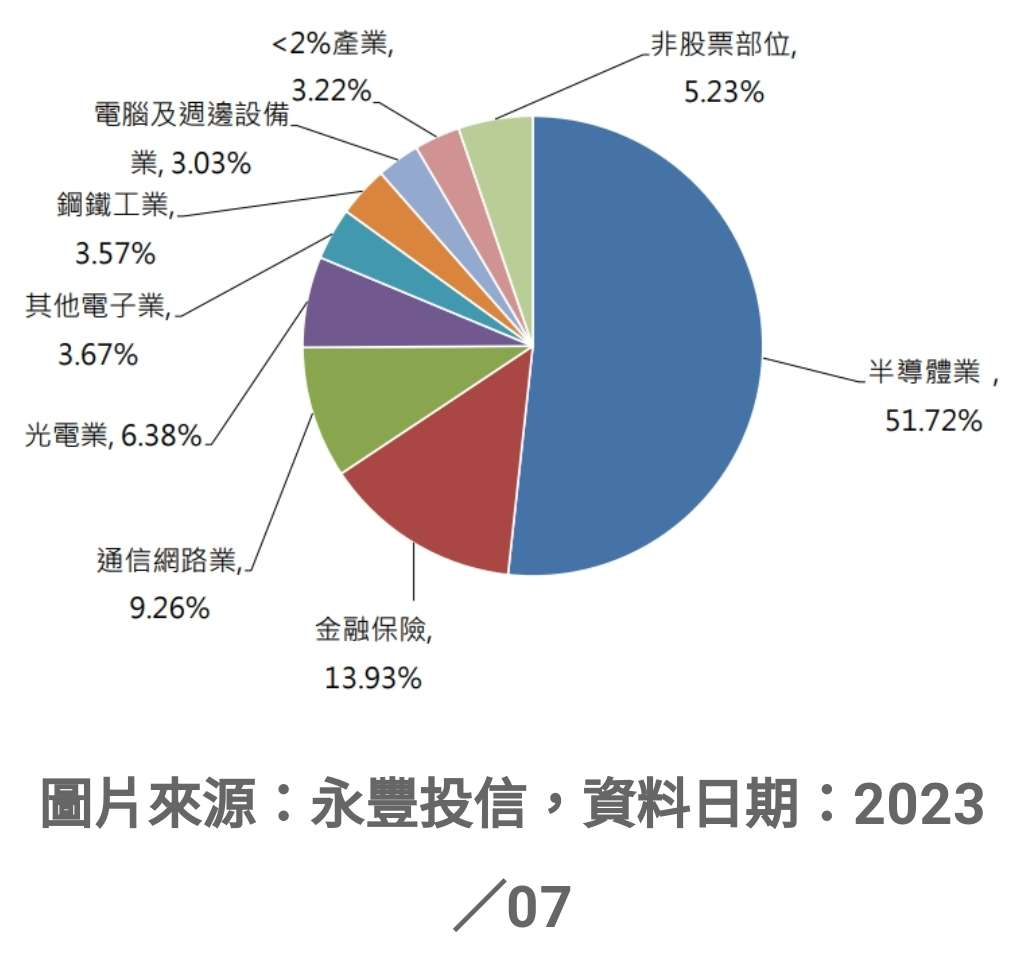 <2%產業,
3.22%
非股票部位,
5.23%
電腦及週邊設備
業, 3.03%
鋼鐵工業,
3.57%
其他電子業,
3.67%
光電業, 6.38%
通信網路業,
9.26%
金融保險,
13.93%
半導體業 ,
51.72%
圖片來源：永豐投信，資料日期：2023
／07